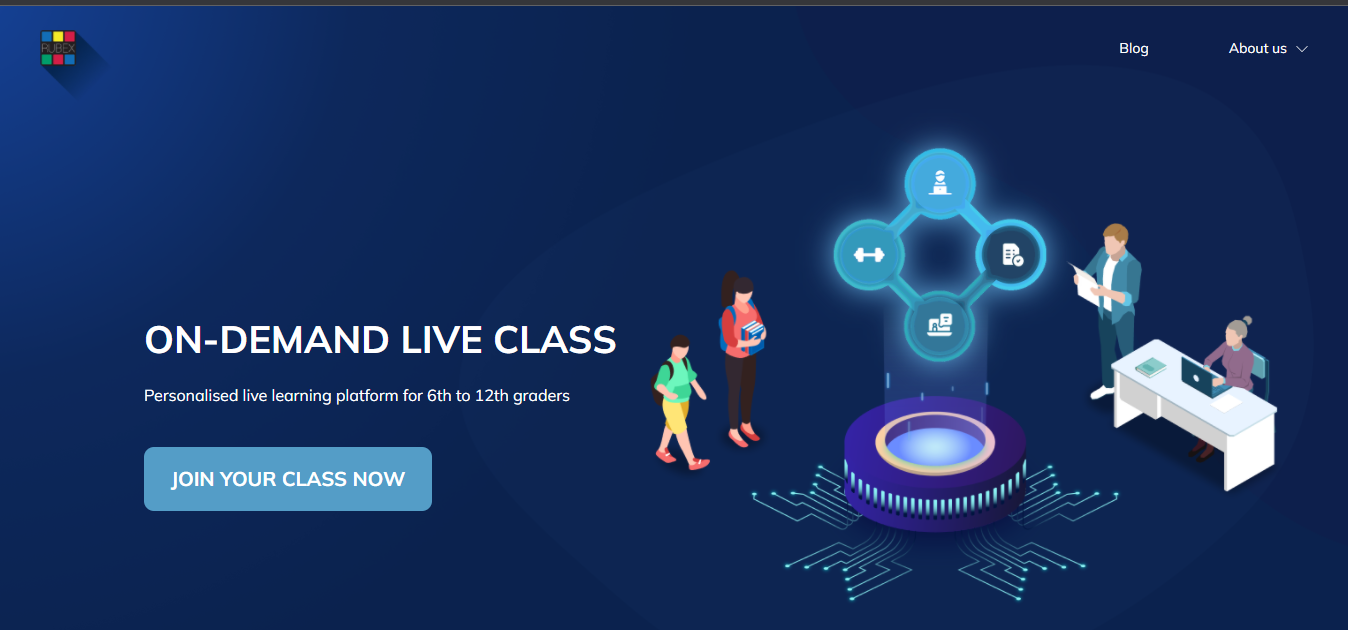 RUBEX
Blog
About us
ON-DEMAND LIVE CLASS
Personalised live learning platform for 6th to 12th graders
JOIN YOUR CLASS NOW